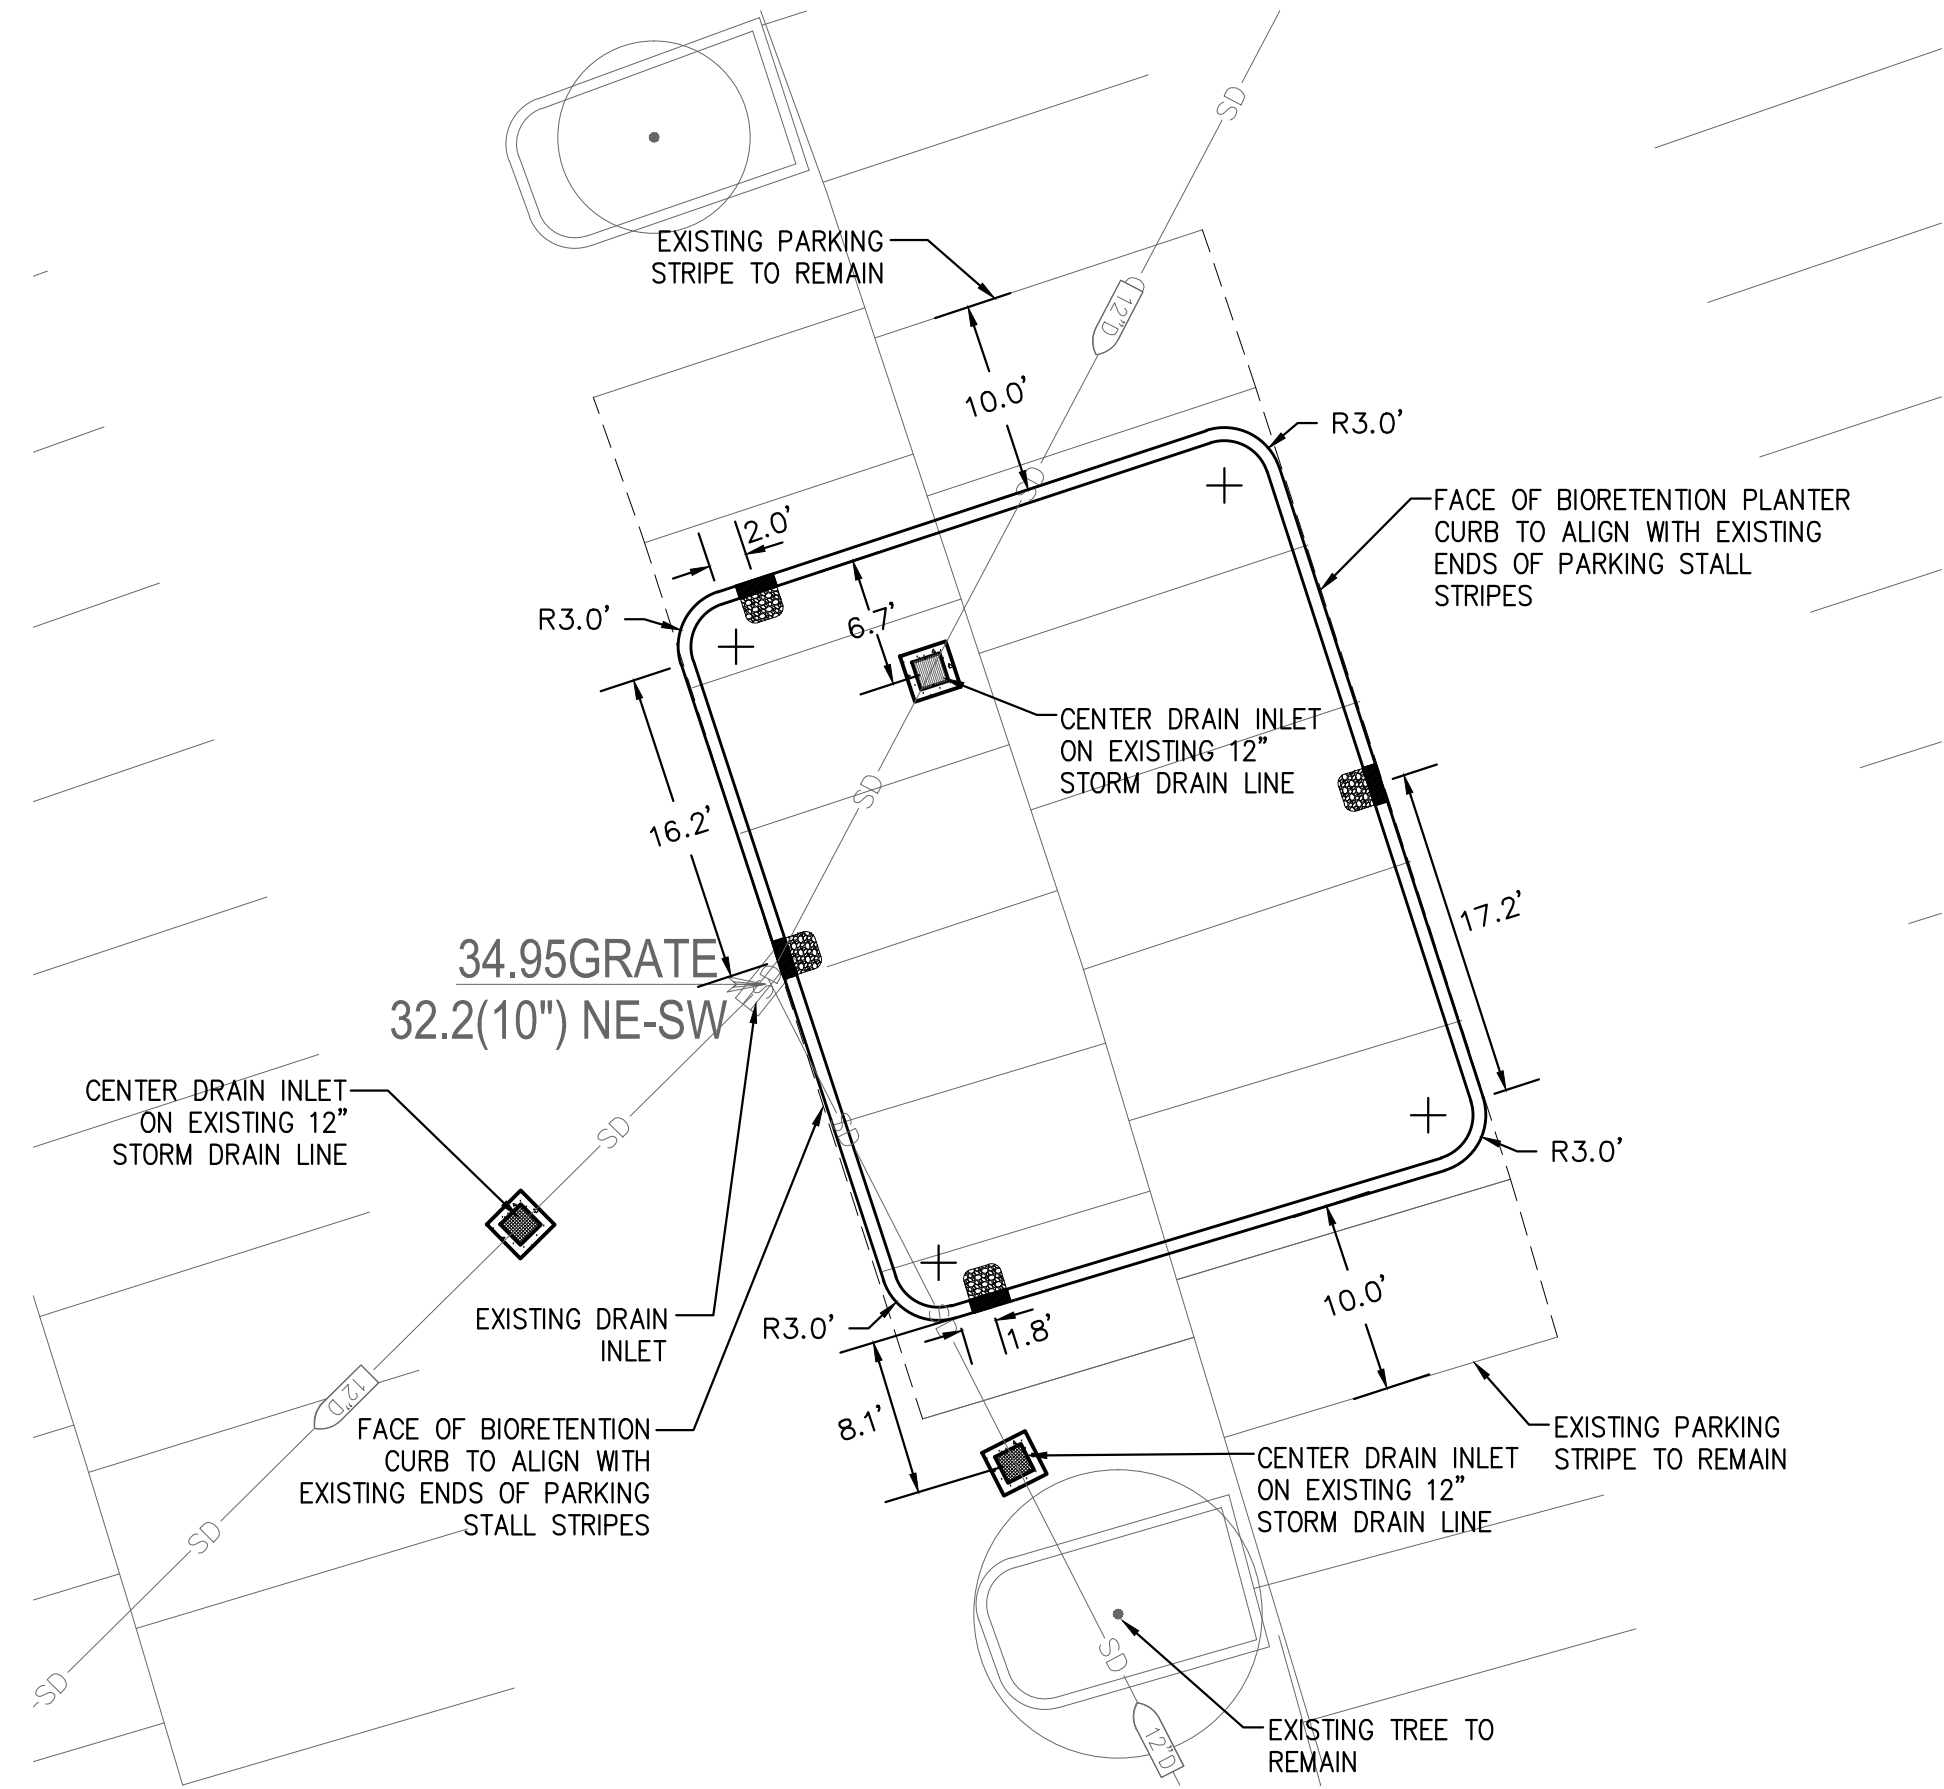 SD
EXISTING PARKING
STRIPE TO REMAIN
12"D
10.0'
R3.0'
SD
FACE OF BIORETENTION PLANTER
CURB TO ALIGN WITH EXISTING
ENDS OF PARKING STALL
STRIPES
2.0'
R3.0'
6.7'
CENTER DRAIN INLET
ON EXISTING 12"
STORM DRAIN LINE
SD
16.2'
17.2'
34.95GRATE
32.2(10") NE-SW
SD
CENTER DRAIN INLET
ON EXISTING 12"
STORM DRAIN LINE
SD
SD
R3.0'
EXISTING DRAIN
INLET
R3.0'
1.8'
10.0'
12"D
8.1'
FACE OF BIORETENTION
CURB TO ALIGN WITH
EXISTING ENDS OF PARKING
STALL STRIPES
EXISTING PARKING
STRIPE TO REMAIN
CENTER DRAIN INLET
ON EXISTING 12"
STORM DRAIN LINE
SD
SD
SD
EXISTING TREE TO
REMAIN
12"D